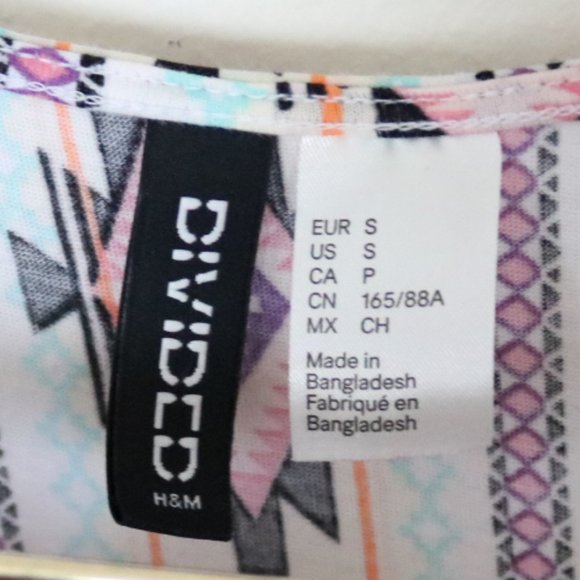 DIVIDED
H&M
EUR S
US S
CA P
CN 165/88A
MX CH
Made in
Bangladesh
Fabriqué en
Bangladesh